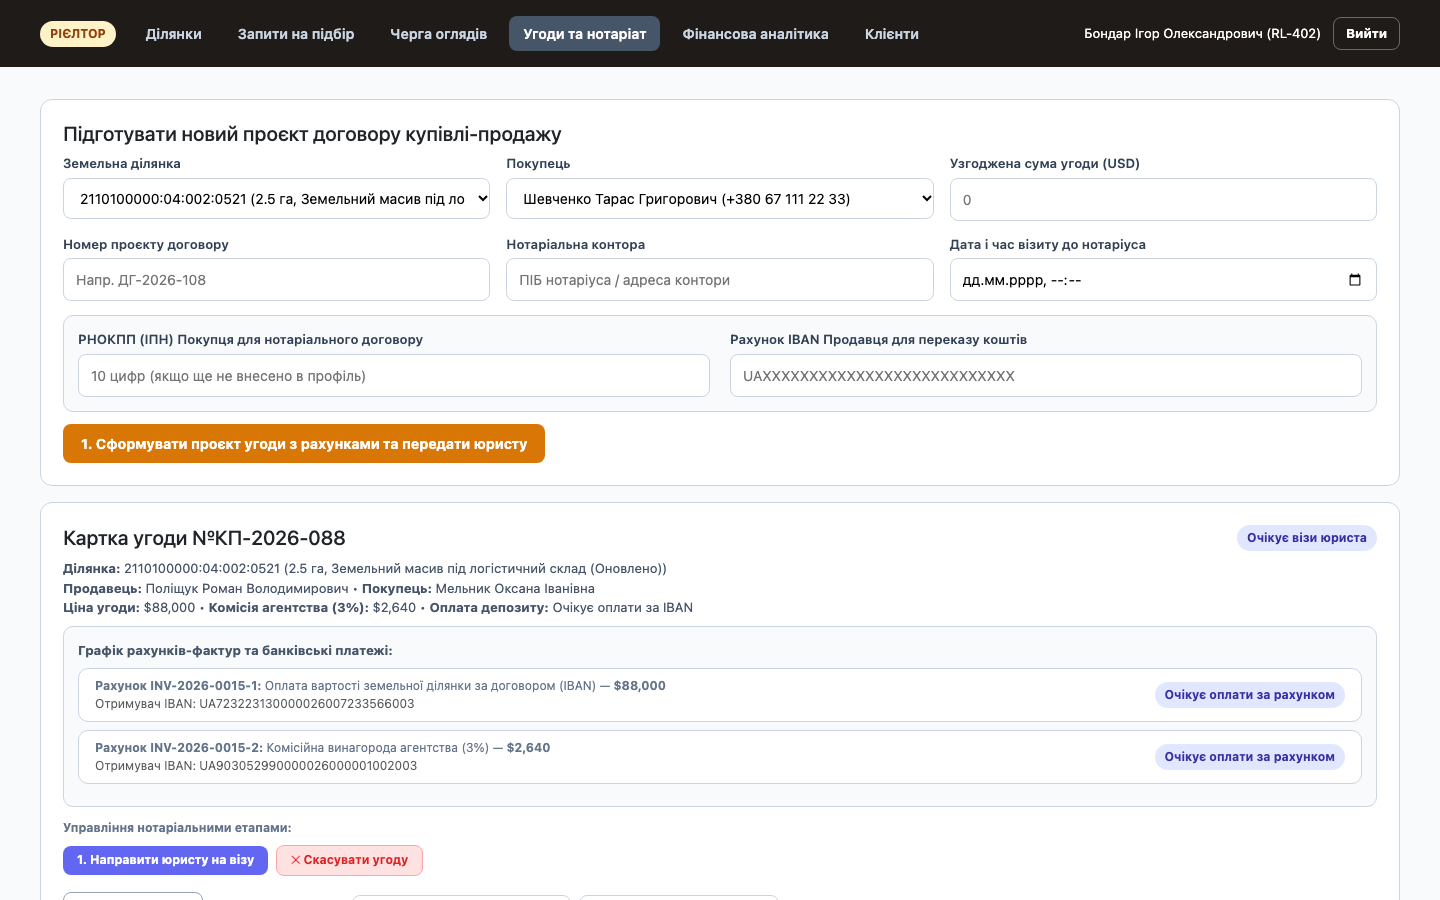 РІЄЛТОР
Ділянки
Запити на підбір
Черга оглядів
Угоди та нотаріат
Фінансова аналітика
Клієнти
Бондар Ігор Олександрович (RL-402)
Вийти
Підготувати новий проєкт договору купівлі-продажу
Земельна ділянка
Покупець
Узгоджена сума угоди (USD)
2110100000:04:002:0521 (2.5 га, Земельний масив під ло
Шевченко Тарас Григорович (+380 67 111 22 33)
0
Номер проєкту договору
Нотаріальна контора
Дата і час візиту до нотаріуса
Напр. ДГ-2026-108
ПІБ нотаріуса / адреса контори
дд.мм.рррр, --:--
РНОКПП (ІПН) Покупця для нотаріального договору
Рахунок IBAN Продавця для переказу коштів
10 цифр (якщо ще не внесено в профіль)
UAXXXXXXXXXXXXXXXXXXXXXXXXXXX
1. Сформувати проєкт угоди з рахунками та передати юристу
Картка угоди №КП-2026-088
Очікує візи юриста
Ділянка: 2110100000:04:002:0521 (2.5 га, Земельний масив під логістичний склад (Оновлено))
Продавець: Поліщук Роман Володимирович • Покупець: Мельник Оксана Іванівна
Ціна угоди: $88,000 • Комісія агентства (3%): $2,640 • Оплата депозиту: Очікує оплати за IBAN
Графік рахунків-фактур та банківські платежі:
Рахунок INV-2026-0015-1: Оплата вартості земельної ділянки за договором (IBAN) — $88,000
Отримувач IBAN: UA723223130000026007233566003
Очікує оплати за рахунком
Рахунок INV-2026-0015-2: Комісійна винагорода агентства (3%) — $2,640
Отримувач IBAN: UA903052990000026000001002003
Очікує оплати за рахунком
Управління нотаріальними етапами:
1. Направити юристу на візу
✕ Скасувати угоду